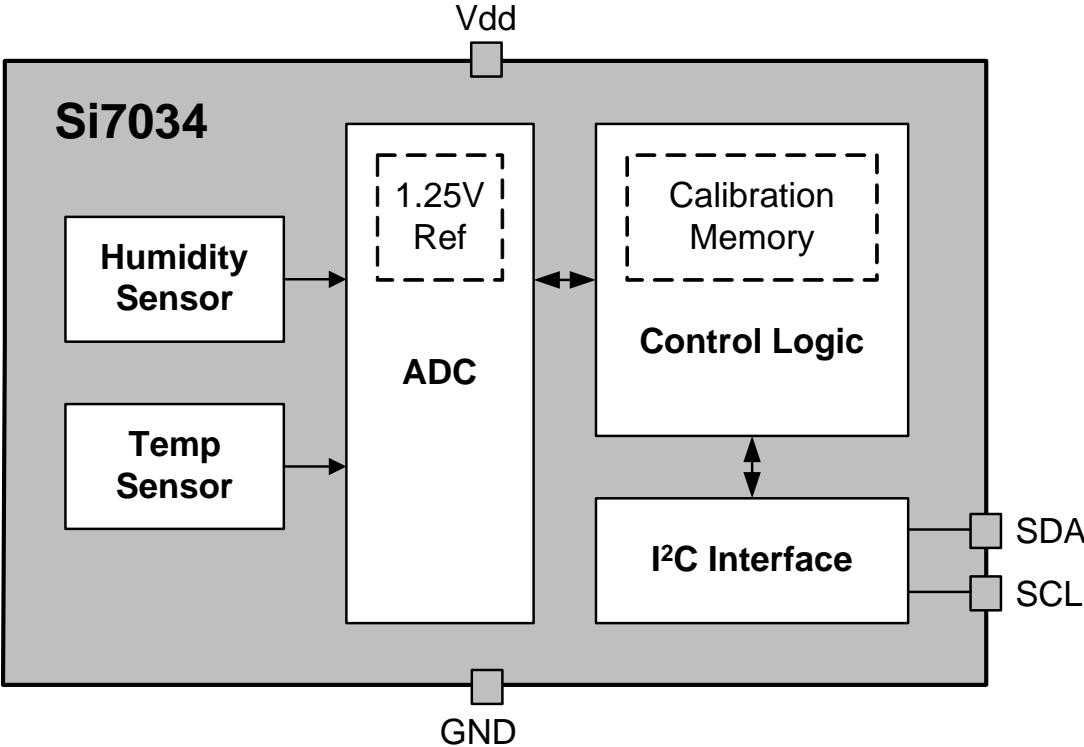 Vdd
Si7034
1.25V
Ref
Calibration
Memory
Humidity
Sensor
Control Logic
ADC
Temp
Sensor
I²C Interface
SDA
SCL
GND